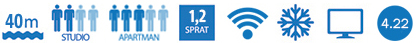 40m
STUDIO
APARTMAN
1,2
SPRAT
4.22